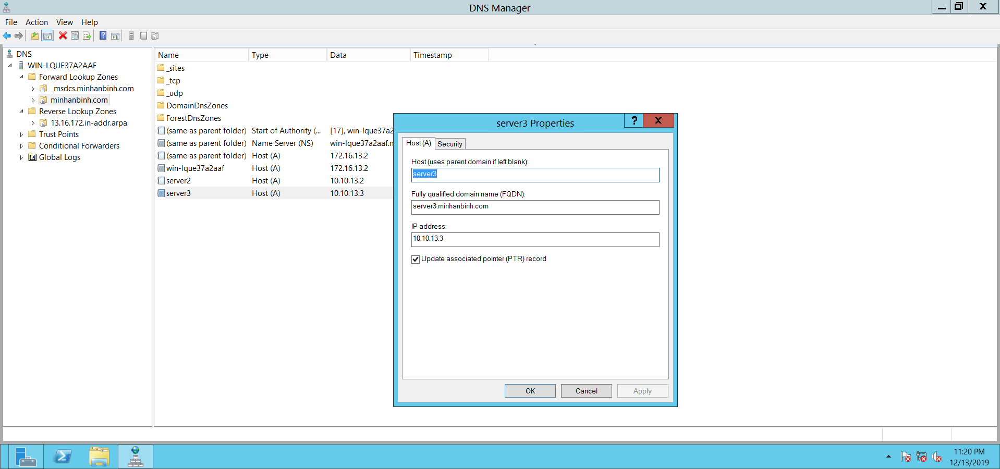 DNS Manager
File Action View Help
DNS
WIN-LQUE37A2AAF
Forward Lookup Zones
_msdcs.minhanbinh.com
minhanbinh.com
Reverse Lookup Zones
13.16.172.in-addr.arpa
Trust Points
Conditional Forwarders
Global Logs
Name Type Data Timestamp
_sites
_tcp
_udp
DomainDnsZones
ForestDnsZones
(same as parent folder) Start of Authority (... [17], win-lque37a2
(same as parent folder) Name Server (NS) win-lque37a2aaf.n
(same as parent folder) Host (A) 172.16.13.2
win-lque37a2aaf Host (A) 172.16.13.2
server2 Host (A) 10.10.13.2
server3 Host (A) 10.10.13.3
server3 Properties
Host (A) Security
Host (uses parent domain if left blank):
server3
Fully qualified domain name (FQDN):
server3.minhanbinh.com
IP address:
10.10.13.3
Update associated pointer (PTR) record
OK Cancel Apply
11:20 PM
12/13/2019